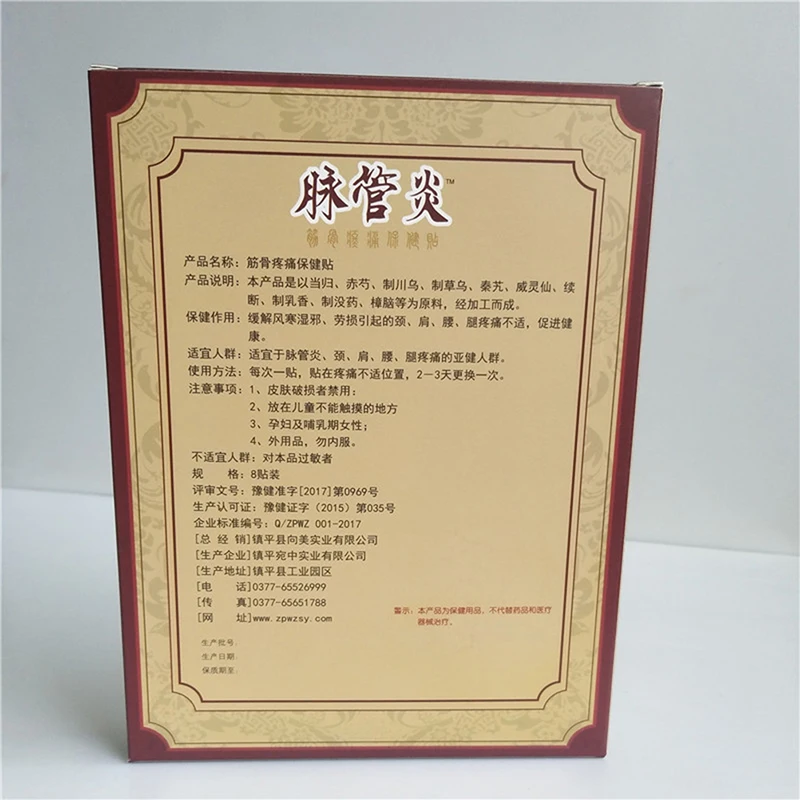 脉管炎™
筋骨疼痛保健贴
产品名称：筋骨疼痛保健贴
产品说明：本产品是以当归、赤芍、制川乌、制草乌、秦艽、威灵仙、续
断、制乳香、制没药、樟脑等为原料，经加工而成。
保健作用：缓解风寒湿邪、劳损引起的颈、肩、腰、腿疼痛不适，促进健
康。
适宜人群：适宜于脉管炎、颈、肩、腰、腿疼痛的亚健人群。
使用方法：每次一贴，贴在疼痛不适位置，2—3天更换一次。
注意事项：1、皮肤破损者禁用：
2、放在儿童不能触摸的地方
3、孕妇及哺乳期女性；
4、外用品，勿内服。
不适宜人群：对本品过敏者
规 格：8贴装
评审文号：豫健准字[2017]第0969号
生产许可证：豫健证字（2015）第035号
企业标准编号：Q/ZPWZ 001-2017
[总 经 销]镇平县向美实业有限公司
[生产企业]镇平宛中实业有限公司
[生产地址]镇平县工业园区
[电 话]0377-65526999
[传 真]0377-65651788
[网 址]www.zpwzsy.com
警示：本产品为保健用品，不代替药品和医疗
器械治疗。
生产批号：
生产日期：
保质期至：